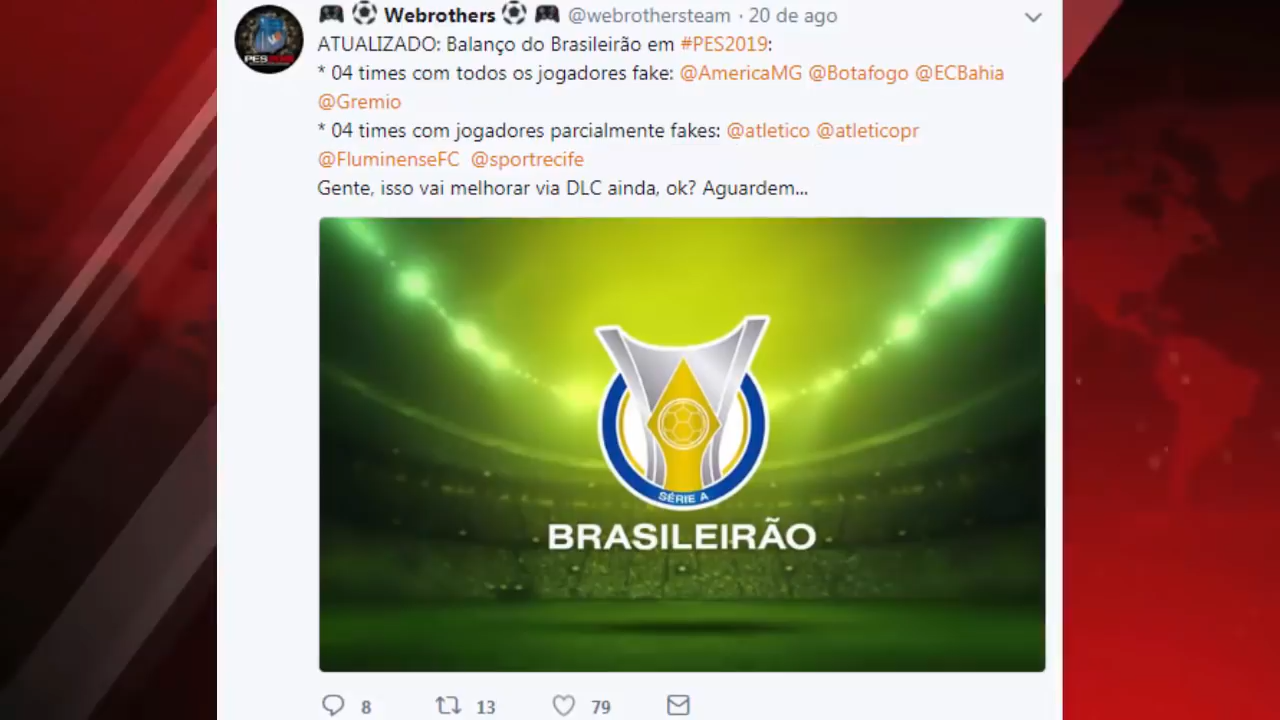 Webrothers @webrothersteam · 20 de ago
ATUALIZADO: Balanço do Brasileirão em #PES2019:
* 04 times com todos os jogadores fake: @AmericaMG @Botafogo @ECBahia
@Gremio
* 04 times com jogadores parcialmente fakes: @atletico @atleticopr
@FluminenseFC @sportrecife
Gente, isso vai melhorar via DLC ainda, ok? Aguardem...
SÉRIE A
BRASILEIRÃO
8 13 79